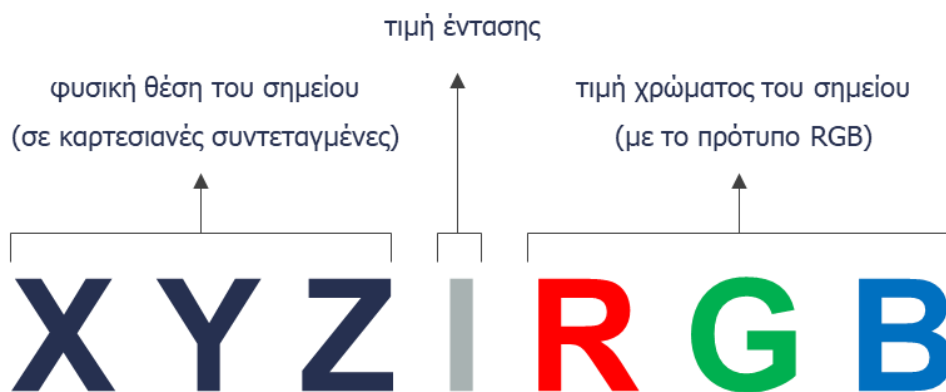 τιμή έντασης
φυσική θέση του σημείου
(σε καρτεσιανές συντεταγμένες)
τιμή χρώματος του σημείου
(με το πρότυπο RGB)
X Y Z I R G B